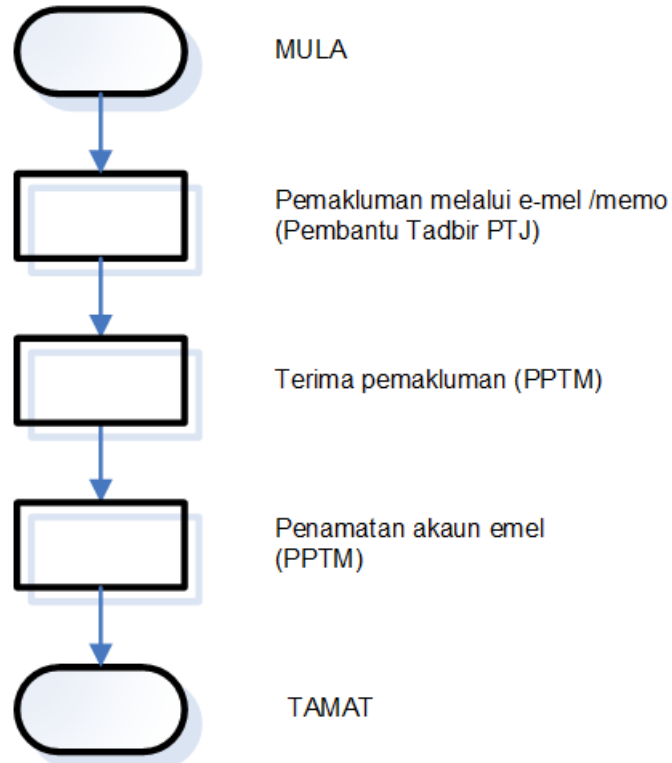 MULA
Pemakluman melalui e-mel /memo
(Pembantu Tadbir PTJ)
Terima pemakluman (PPTM)
Penamatan akaun emel
(PPTM)
TAMAT